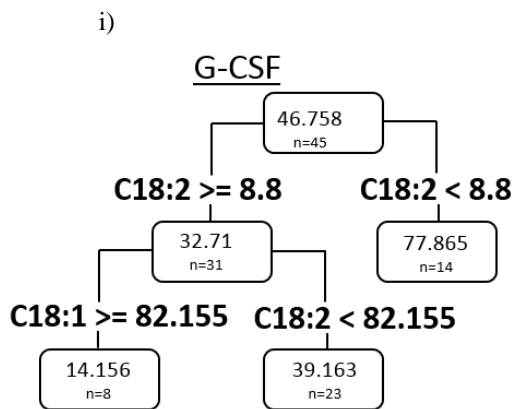 i)
G-CSF
46.758
n=45
C18:2 >= 8.8
C18:2 < 8.8
32.71
n=31
77.865
n=14
C18:1 >= 82.155
C18:2 < 82.155
14.156
n=8
39.163
n=23